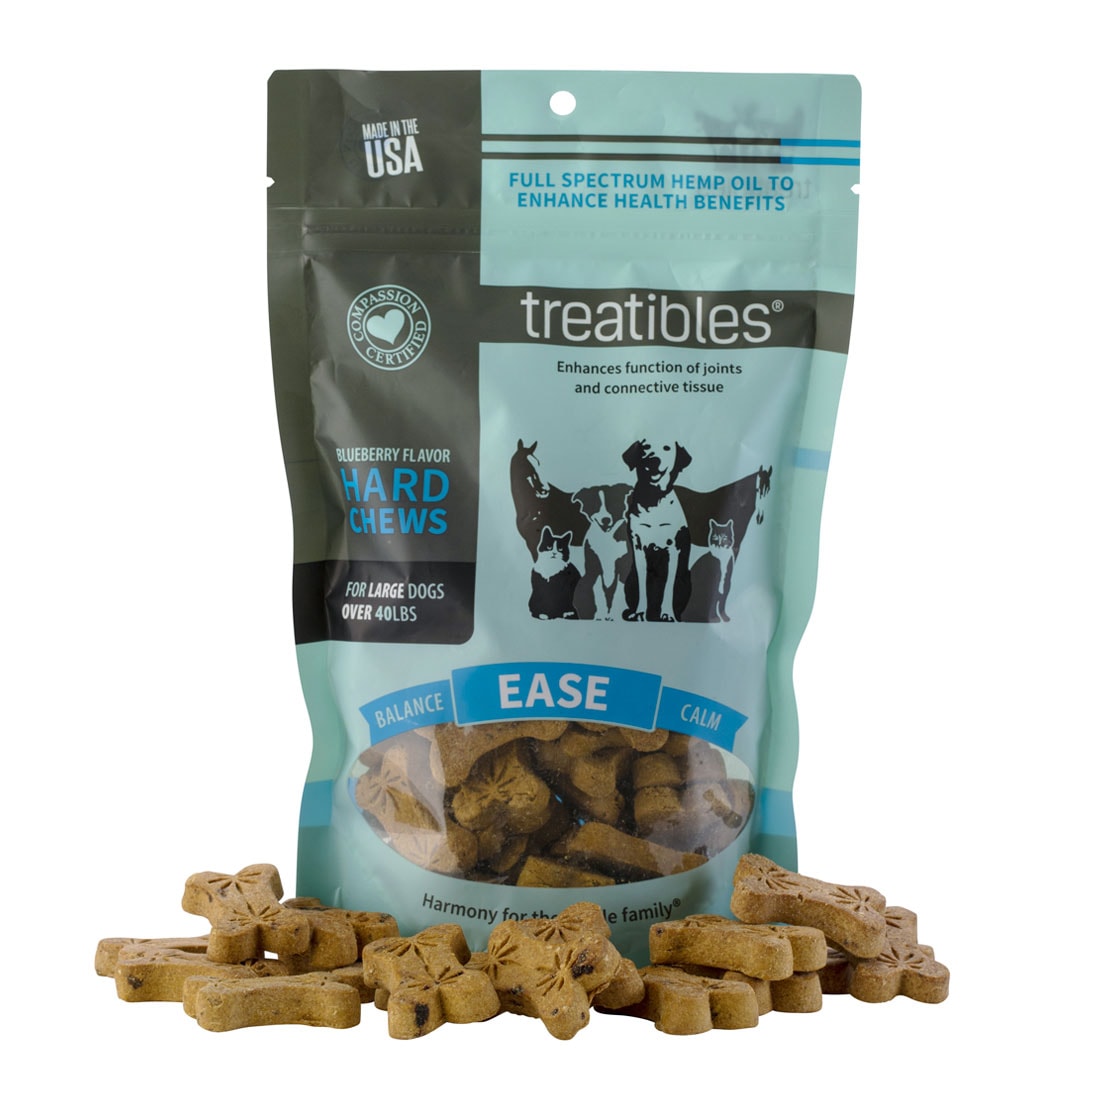 MADE IN THE
USA
FULL SPECTRUM HEMP OIL TO
ENHANCE HEALTH BENEFITS
COMPASSION
CERTIFIED
treatibles®
Enhances function of joints
and connective tissue
BLUEBERRY FLAVOR
HARD
CHEWS
FOR LARGE DOGS
OVER 40LBS
BALANCE
EASE
CALM
Harmony for family®